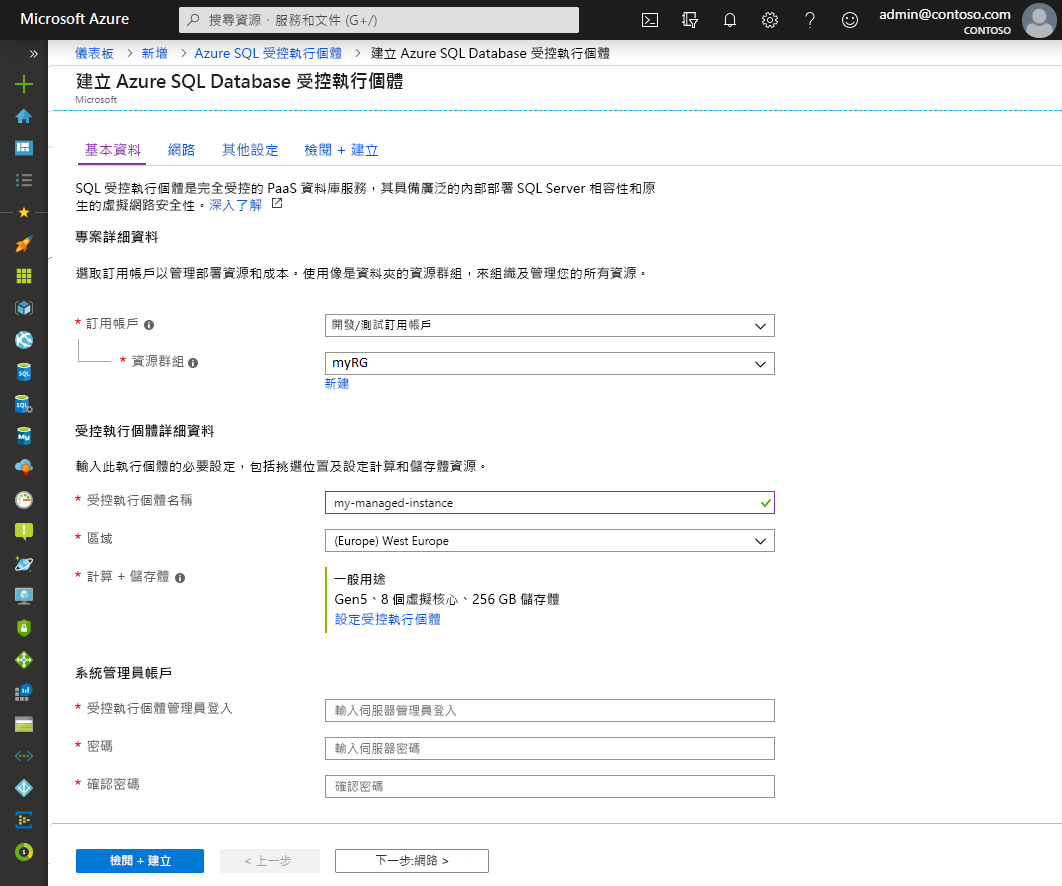 Microsoft Azure
搜尋資源、服務和文件 (G+/)
admin@contoso.com
CONTOSO
儀表板 > 新增 > Azure SQL 受控執行個體 > 建立 Azure SQL Database 受控執行個體
建立 Azure SQL Database 受控執行個體
Microsoft
基本資料 網路 其他設定 檢閱 + 建立
SQL 受控執行個體是完全受控的 PaaS 資料庫服務，其具備廣泛的內部部署 SQL Server 相容性和原
生的虛擬網路安全性。深入了解
專案詳細資料
選取訂用帳戶以管理部署資源和成本。使用像是資料夾的資源群組，來組織及管理您的所有資源。
* 訂用帳戶
開發/測試訂用帳戶
* 資源群組
myRG
新建
受控執行個體詳細資料
輸入此執行個體的必要設定，包括挑選位置及設定計算和儲存體資源。
* 受控執行個體名稱
my-managed-instance
* 區域
(Europe) West Europe
* 計算 + 儲存體
一般用途
Gen5、8 個虛擬核心、256 GB 儲存體
設定受控執行個體
系統管理員帳戶
* 受控執行個體管理員登入
輸入伺服器管理員登入
* 密碼
輸入伺服器密碼
* 確認密碼
確認密碼
檢閱 + 建立
< 上一步
下一步:網路 >